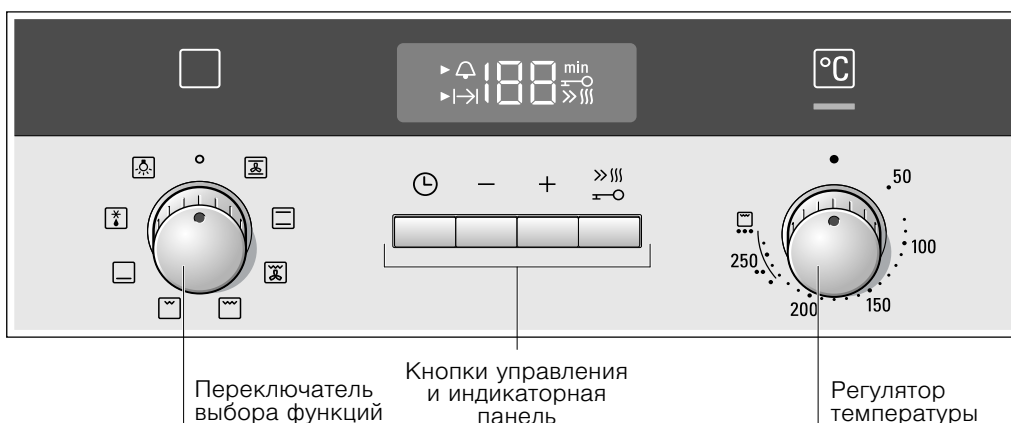 °C
188 min
− +
50
100
150
200
250
Переключатель
выбора функций
Кнопки управления
и индикаторная
панель
Регулятор
температуры